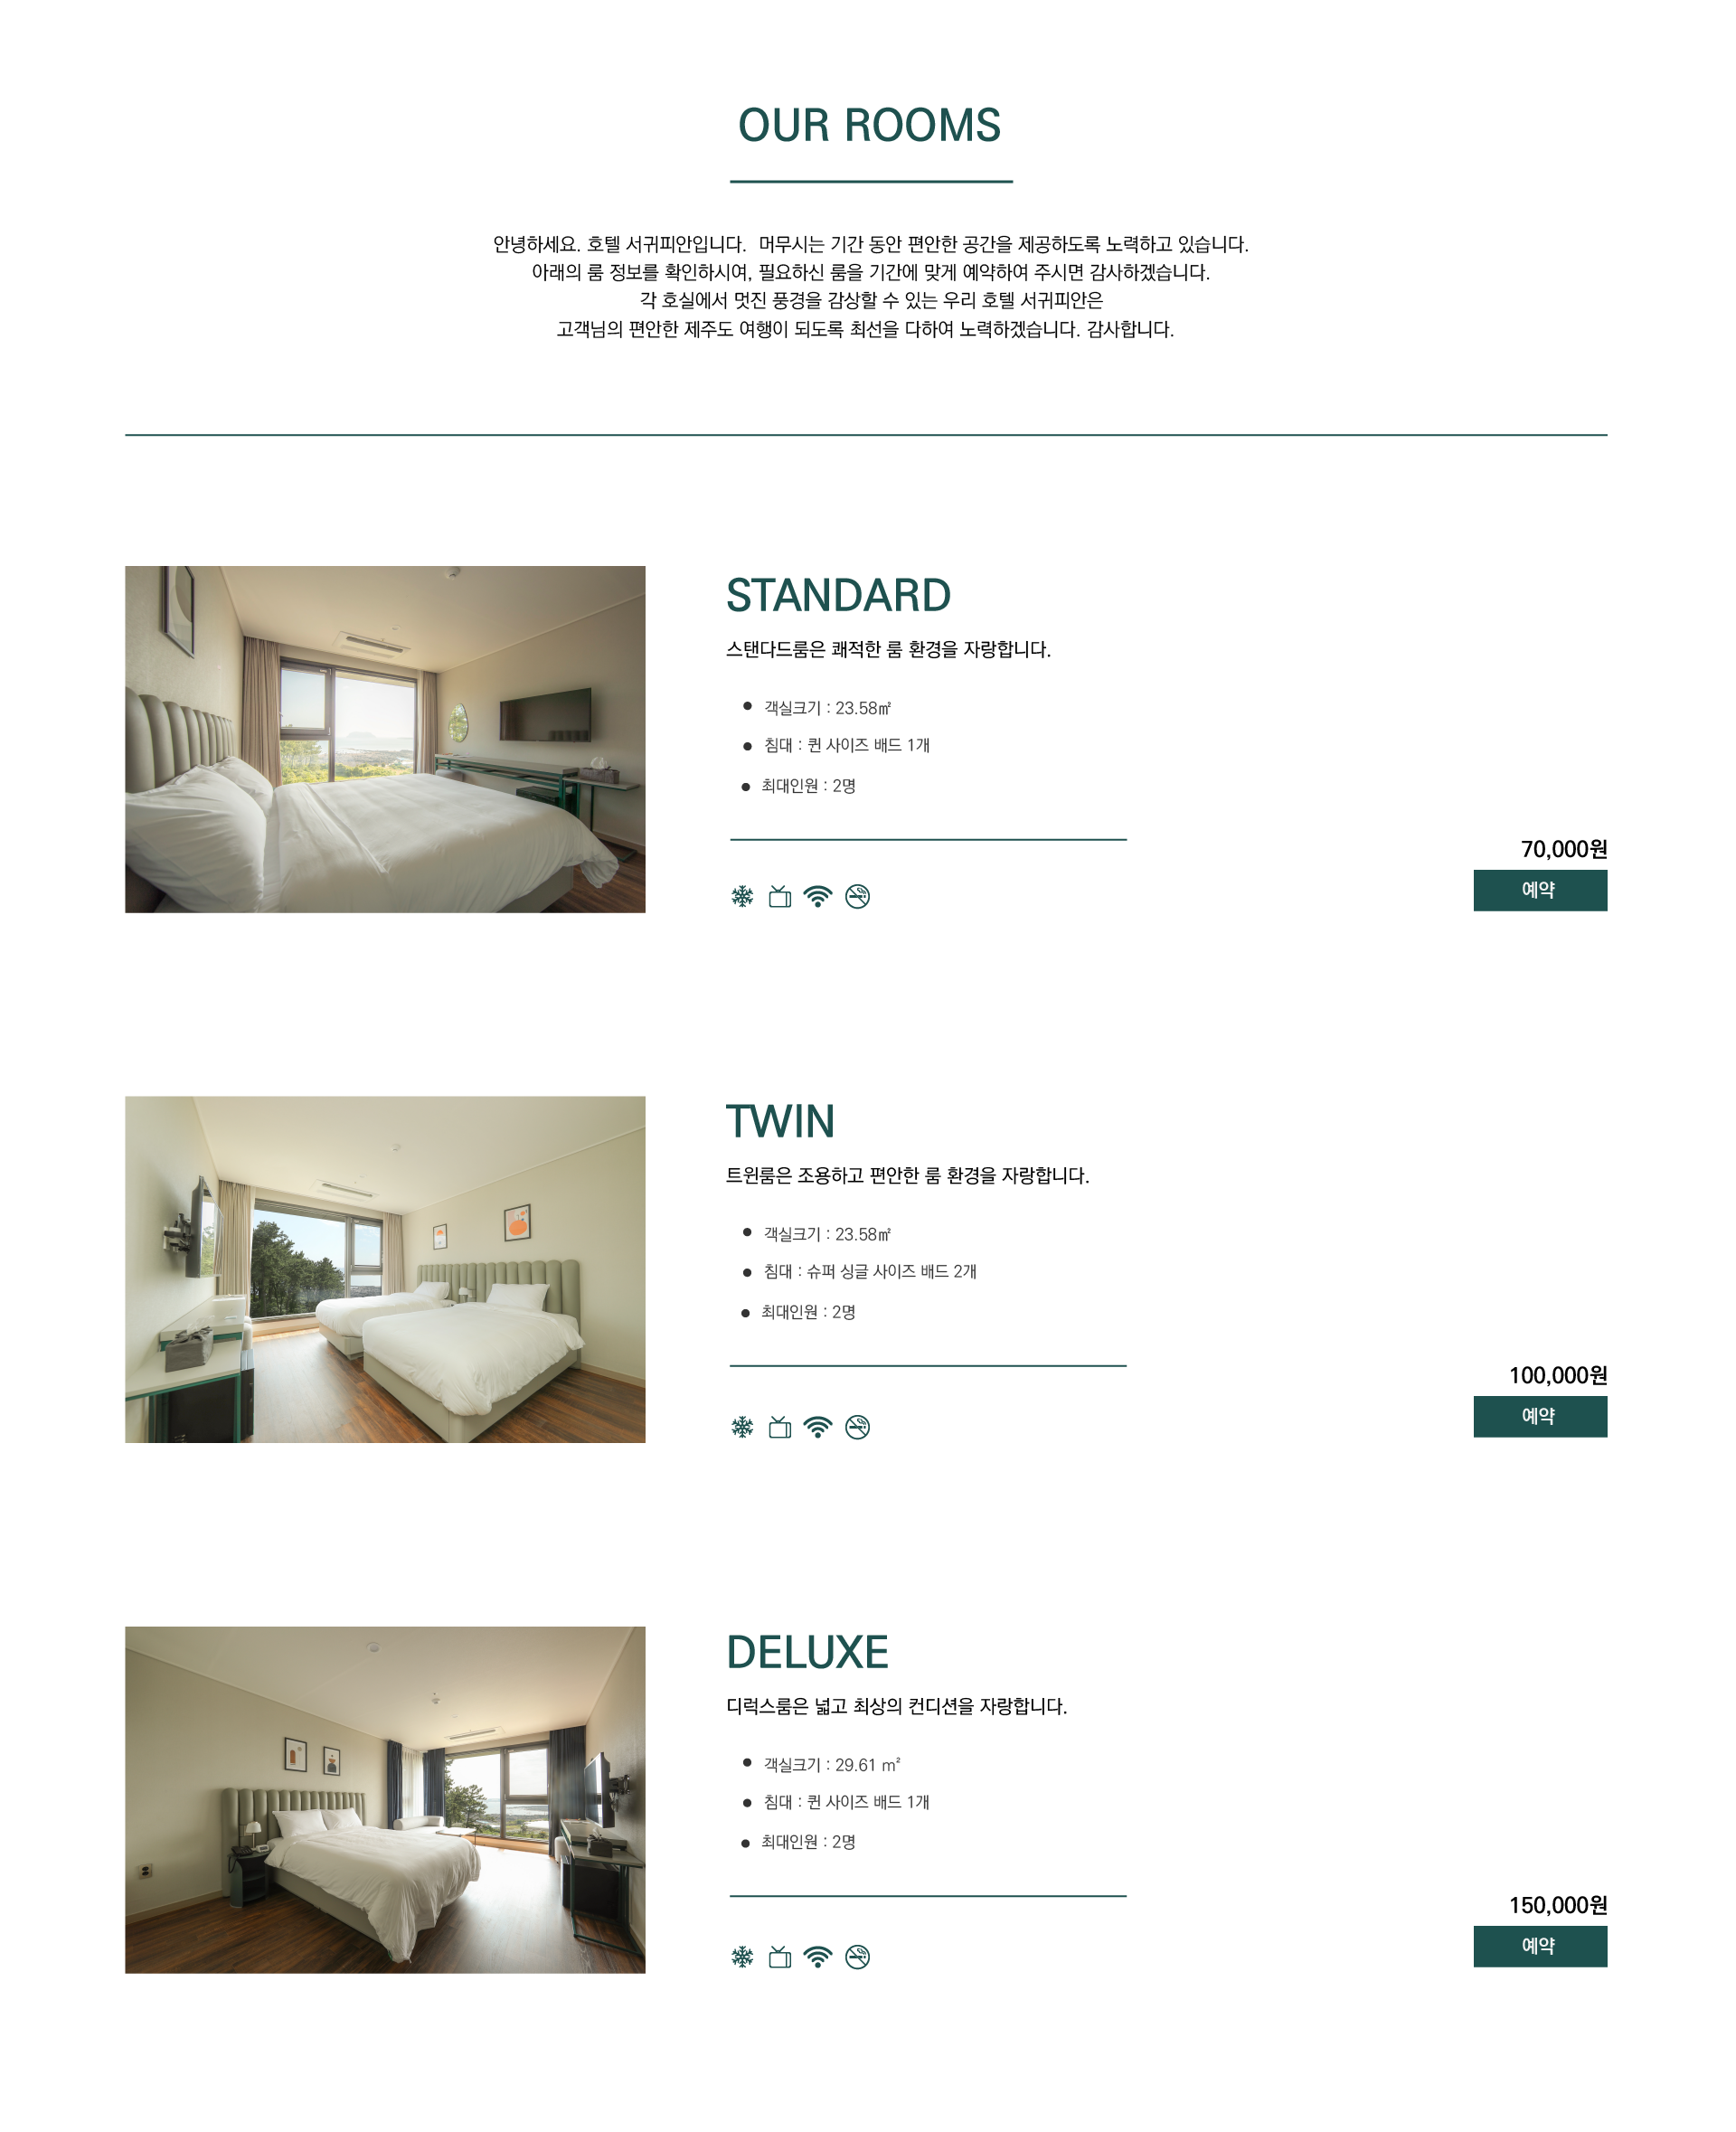 OUR ROOMS
안녕하세요. 호텔 서귀피안입니다.  머무시는 기간 동안 편안한 공간을 제공하도록 노력하고 있습니다.
아래의 룸 정보를 확인하시여, 필요하신 룸을 기간에 맞게 예약하여 주시면 감사하겠습니다.
각 호실에서 멋진 풍경을 감상할 수 있는 우리 호텔 서귀피안은
고객님의 편안한 제주도 여행이 되도록 최선을 다하여 노력하겠습니다. 감사합니다.
STANDARD
스탠다드룸은 쾌적한 룸 환경을 자랑합니다.
● 객실크기 : 23.58㎡
● 침대 : 퀸 사이즈 배드 1개
● 최대인원 : 2명
70,000원
예약
TWIN
트윈룸은 조용하고 편안한 룸 환경을 자랑합니다.
● 객실크기 : 23.58㎡
● 침대 : 슈퍼 싱글 사이즈 배드 2개
● 최대인원 : 2명
100,000원
예약
DELUXE
디럭스룸은 넓고 최상의 컨디션을 자랑합니다.
● 객실크기 : 29.61 m²
● 침대 : 퀸 사이즈 배드 1개
● 최대인원 : 2명
150,000원
예약